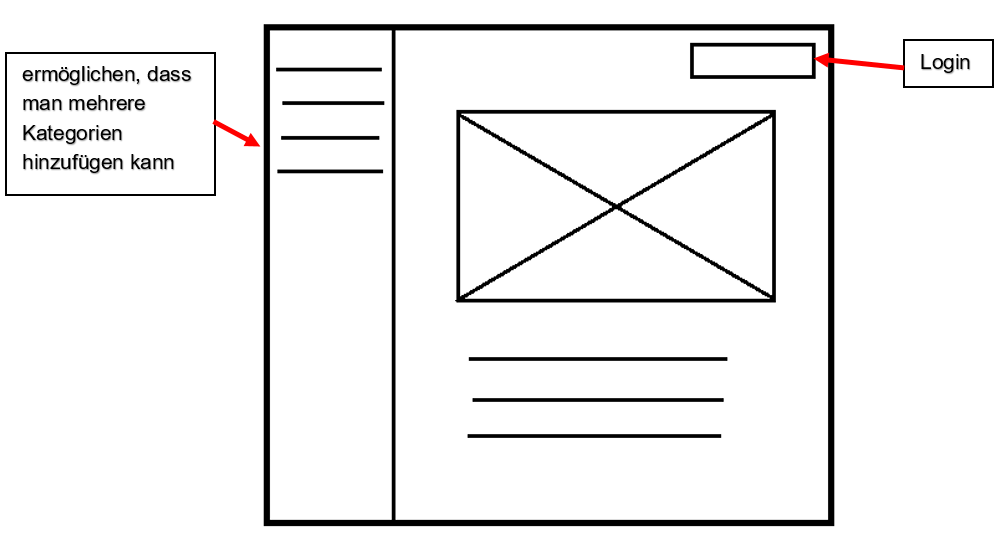 ermöglichen, dass
man mehrere
Kategorien
hinzufügen kann
Login